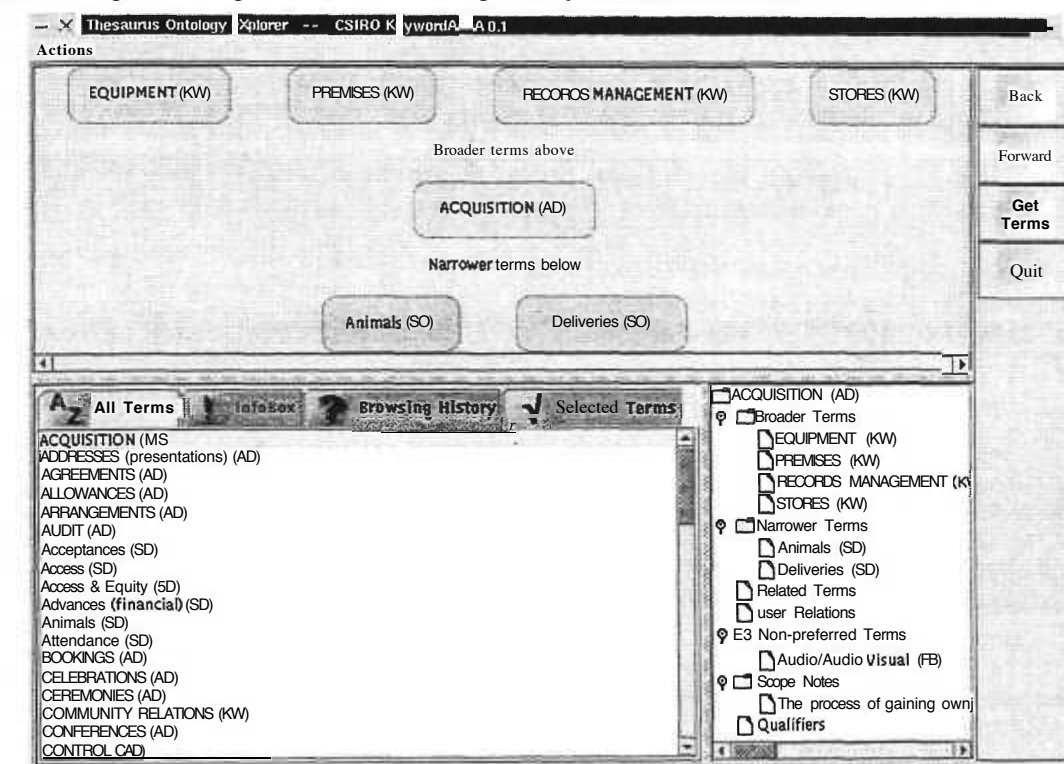 Thesaurus Ontology Xplorer -- CSIRO K ywordA A 0.1
Actions
EQUIPMENT (KW) PREMISES (KW) RECOROS MANAGEMENT (KW) STORES (KW)
Broader terms above
ACQUISITION (AD)
Narrower terms below
Animals (SO) Deliveries (SO)
Back
Forward
Get
Terms
Quit
AZ All Terms Infobox Browsing History Selected Terms
ACQUISITION (MS
ADDRESSES (presentations) (AD)
AGREEMENTS (AD)
ALLOWANCES (AD)
ARRANGEMENTS (AD)
AUDIT (AD)
Acceptances (SD)
Access (SD)
Access & Equity (5D)
Advances (financial) (SD)
Animals (SD)
Attendance (SD)
BOOKINGS (AD)
CELEBRATIONS (AD)
CEREMONIES (AD)
COMMUNITY RELATIONS (KW)
CONFERENCES (AD)
CONTROL CAD)
ACQUISITION (AD)
Broader Terms
EQUIPMENT (KW)
PREMISES (KW)
RECORDS MANAGEMENT (K
STORES (KW)
Narrower Terms
Animals (SD)
Deliveries (SD)
Related Terms
user Relations
E3 Non-preferred Terms
Audio/Audio Visual (FB)
Scope Notes
The process of gaining own
Qualifiers